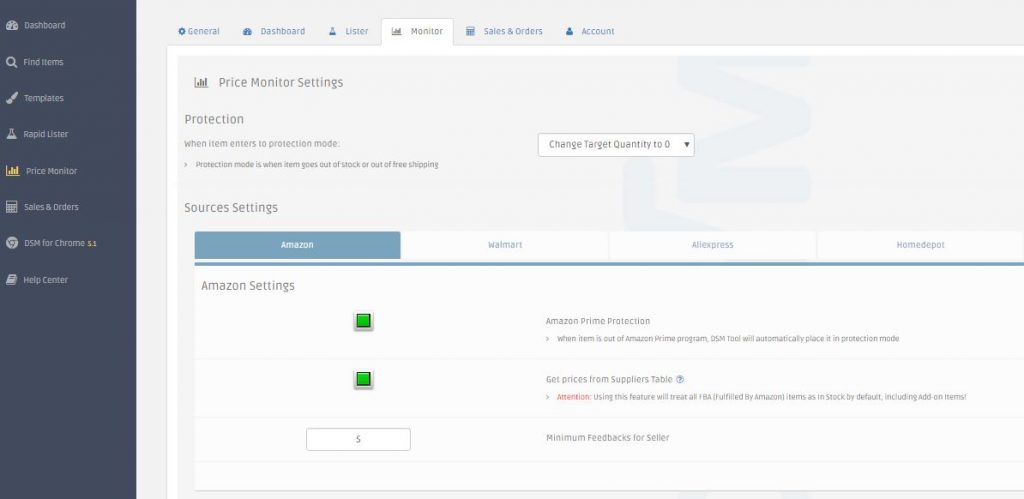 Dashboard
Find Items
Templates
Rapid Lister
Price Monitor
Sales & Orders
DSM for Chrome 5.1
Help Center
General Dashboard Lister Monitor Sales & Orders Account
Price Monitor Settings
Protection
When item enters to protection mode:
Change Target Quantity to 0
Protection mode is when item goes out of stock or out of free shipping
Sources Settings
Amazon Walmart Aliexpress Homedepot
Amazon Settings
Amazon Prime Protection
When item is out of Amazon Prime program, DSM Tool will automatically place it in protection mode
Get prices from Suppliers Table
Attention: Using this feature will treat all FBA (Fulfilled By Amazon) items as In Stock by default, including Add-on Items!
5 Minimum Feedbacks for Seller